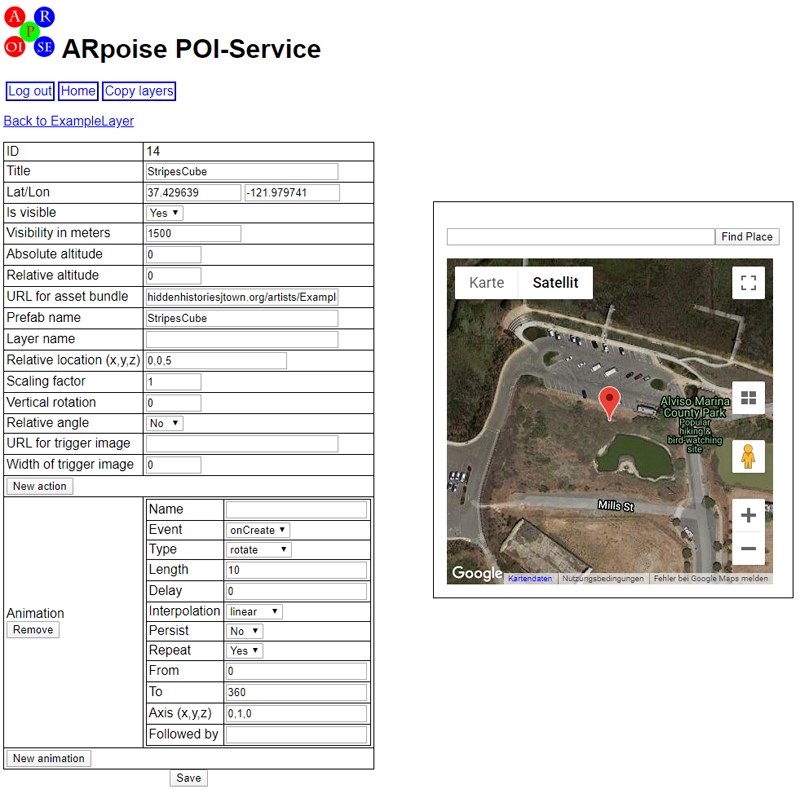 A R
P
OI SE
ARpoise POI-Service
Log out Home Copy layers
Back to ExampleLayer
ID 14
Title StripesCube
Lat/Lon 37.429639 -121.979741
Is visible Yes
Visibility in meters 1500
Absolute altitude 0
Relative altitude 0
URL for asset bundle hiddenhistoriesjtown.org/artists/Exampl
Prefab name StripesCube
Layer name
Relative location (x,y,z) 0,0,5
Scaling factor 1
Vertical rotation 0
Relative angle No
URL for trigger image
Width of trigger image 0
New action
Animation
Remove
Name
Event onCreate
Type rotate
Length 10
Delay 0
Interpolation linear
Persist No
Repeat Yes
From 0
To 360
Axis (x,y,z) 0,1,0
Followed by
New animation
Save
Find Place
Karte Satellit
Alviso Marina
County Park
Popular
hiking &
bird-watching
site
Mills St
Google Kartendaten Nutzungsbedingungen Fehler bei Google Maps melden